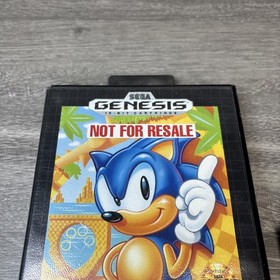 SEGA
GENESIS
16-BIT CARTRIDGE
NOT FOR RESALE